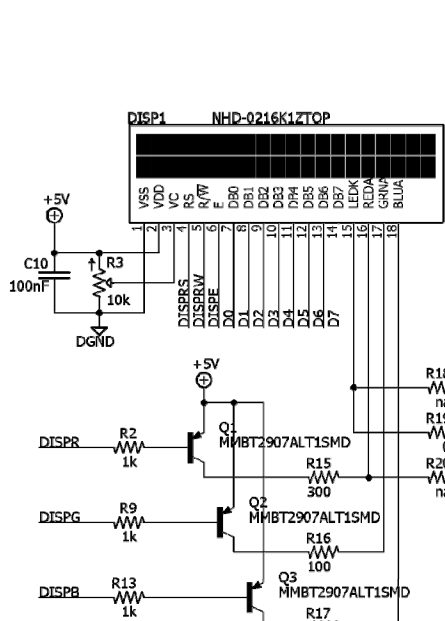 DISP1 NHD-0216K1ZTOP
VSS VDD VC RS R/W E DB0 DB1 DB2 DB3 DB4 DB5 DB6 DB7 LEDK REDA GRNA BLUA
1 2 3 4 5 6 7 8 9 10 11 12 13 14 15 16 17 18
+5V
C10
100nF
R3
10k
DGND
DISPRS DISPRW DISPE D0 D1 D2 D3 D4 D5 D6 D7
+5V
R18
R19
DISPR R2 1k
Q1
MMBT2907ALT1SMD
R15
300
R20
DISPG R9 1k
Q2
MMBT2907ALT1SMD
R16
100
DISPB R13 1k
Q3
MMBT2907ALT1SMD
R17